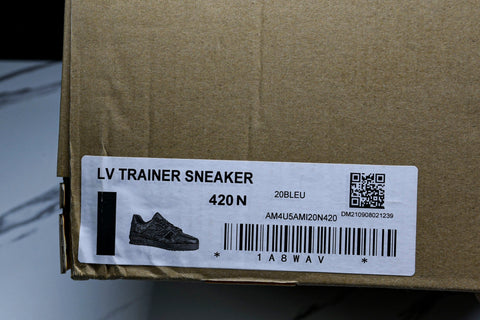 LV TRAINER SNEAKER
420 N
20BLEU
AM4U5AMI20N420
DM210908021239
* 1A8WAV *